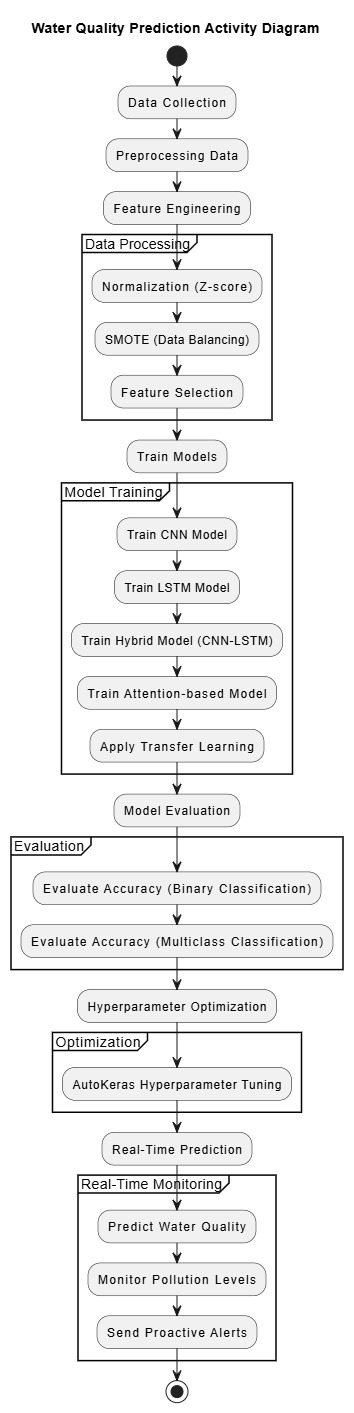 Water Quality Prediction Activity Diagram
Data Collection
Preprocessing Data
Feature Engineering
Data Processing
Normalization (Z-score)
SMOTE (Data Balancing)
Feature Selection
Train Models
Model Training
Train CNN Model
Train LSTM Model
Train Hybrid Model (CNN-LSTM)
Train Attention-based Model
Apply Transfer Learning
Model Evaluation
Evaluation
Evaluate Accuracy (Binary Classification)
Evaluate Accuracy (Multiclass Classification)
Hyperparameter Optimization
Optimization
AutoKeras Hyperparameter Tuning
Real-Time Prediction
Real-Time Monitoring
Predict Water Quality
Monitor Pollution Levels
Send Proactive Alerts